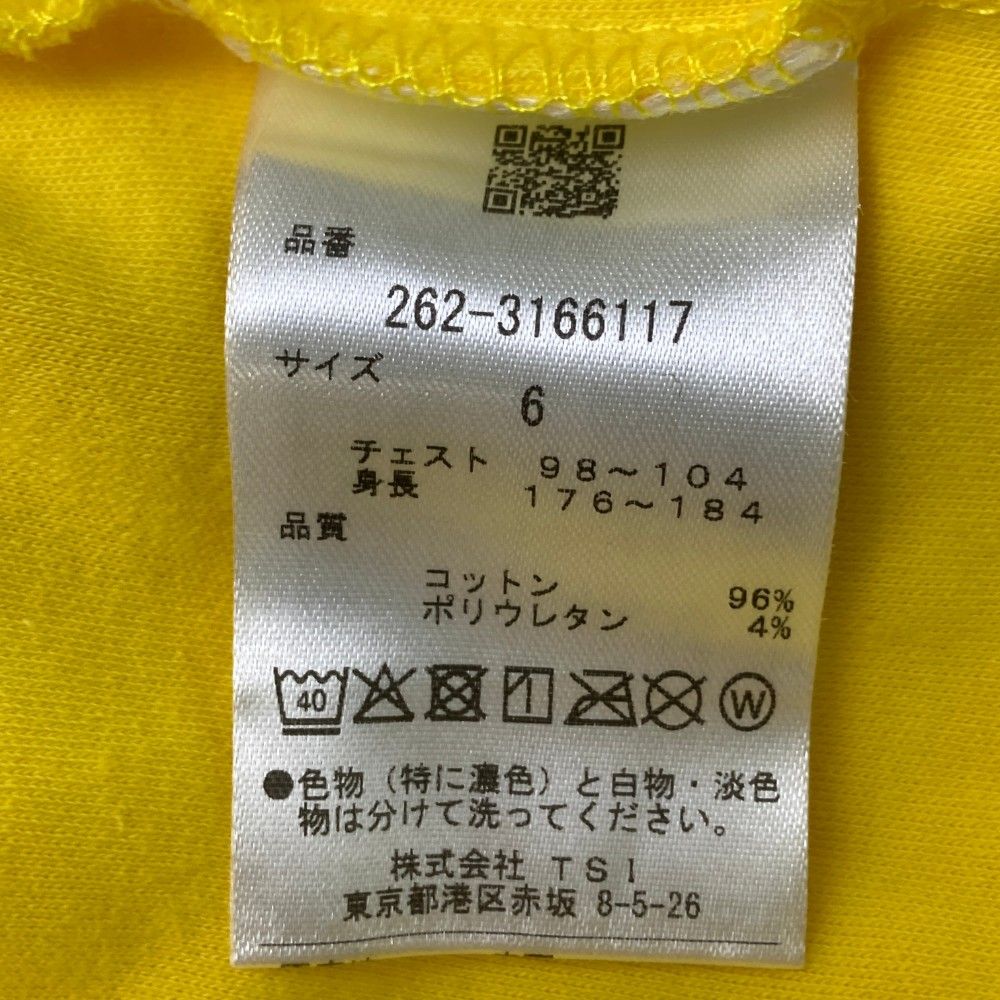 品番
262-3166117
サイズ
6
チェスト 98～104
身長 176～184
品質
コットン 96%
ポリウレタン 4%
40
W
●色物（特に濃色）と白物・淡色
物は分けて洗ってください。
株式会社 TSI
東京都港区赤坂 8-5-26